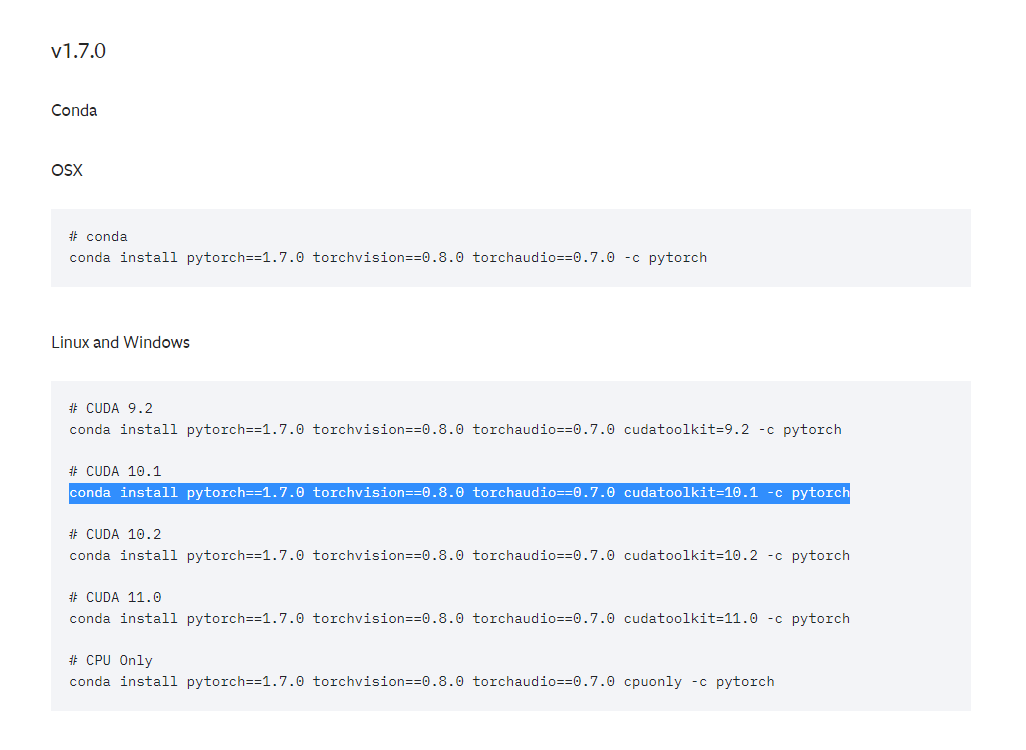 v1.7.0
Conda
OSX
# conda
conda install pytorch==1.7.0 torchvision==0.8.0 torchaudio==0.7.0 -c pytorch
Linux and Windows
# CUDA 9.2
conda install pytorch==1.7.0 torchvision==0.8.0 torchaudio==0.7.0 cudatoolkit=9.2 -c pytorch
# CUDA 10.1
conda install pytorch==1.7.0 torchvision==0.8.0 torchaudio==0.7.0 cudatoolkit=10.1 -c pytorch
# CUDA 10.2
conda install pytorch==1.7.0 torchvision==0.8.0 torchaudio==0.7.0 cudatoolkit=10.2 -c pytorch
# CUDA 11.0
conda install pytorch==1.7.0 torchvision==0.8.0 torchaudio==0.7.0 cudatoolkit=11.0 -c pytorch
# CPU Only
conda install pytorch==1.7.0 torchvision==0.8.0 torchaudio==0.7.0 cpuonly -c pytorch